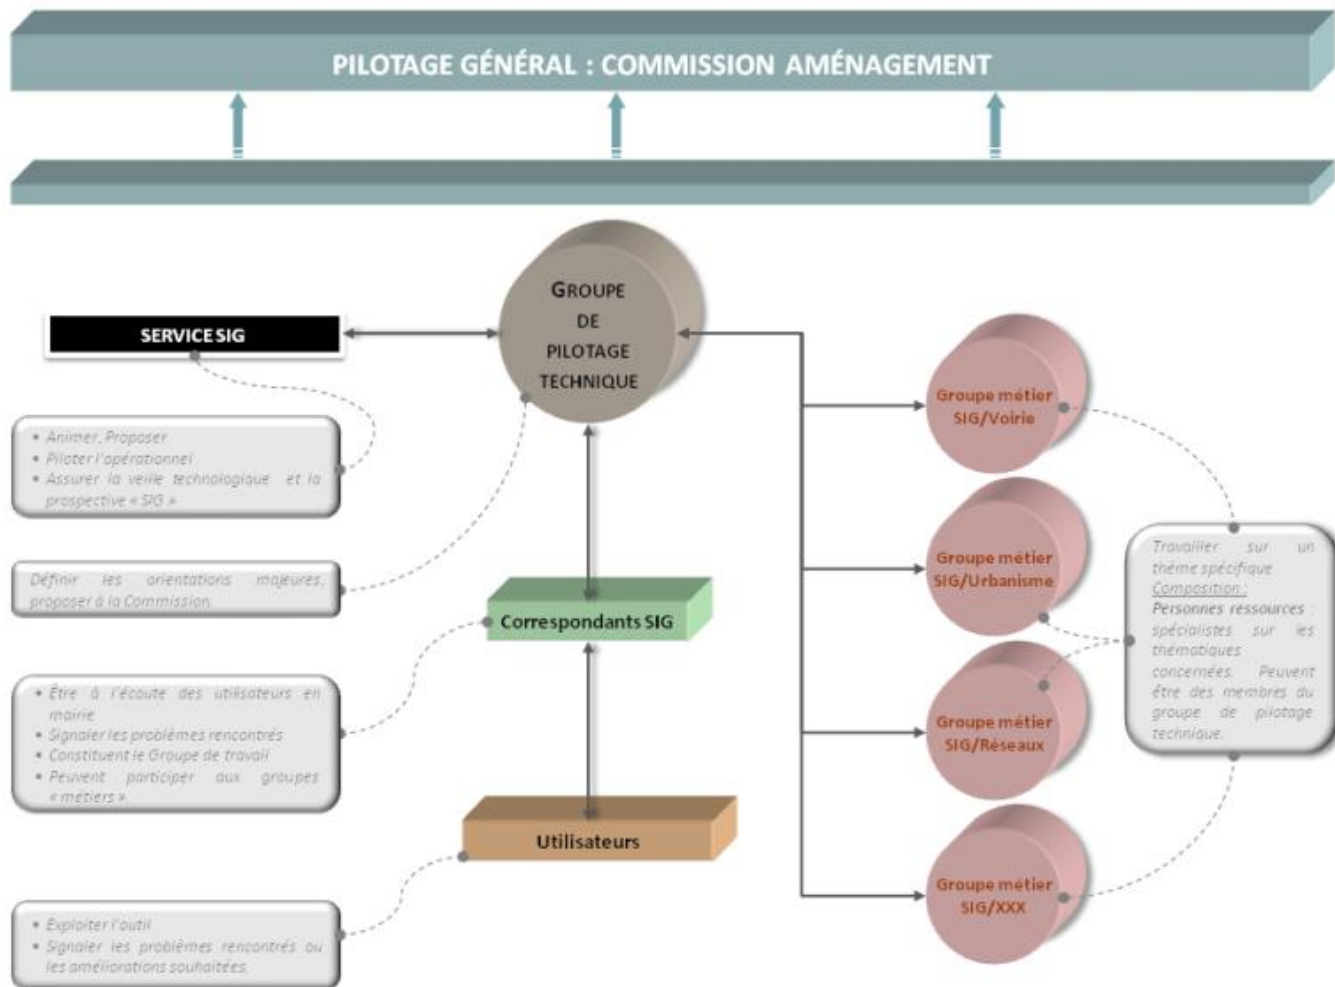 PILOTAGE GÉNÉRAL : COMMISSION AMÉNAGEMENT
GROUPE
DE
PILOTAGE
TECHNIQUE
SERVICE SIG
• Animer, Proposer
• Piloter l'opérationnel
• Assurer la veille technologique et la
prospective « SIG »
Définir les orientations majeures,
proposer à la Commission.
Correspondants SIG
• Être à l'écoute des utilisateurs en
mairie
• Signaler les problèmes rencontrés
• Constituent le Groupe de travail
• Peuvent participer aux groupes
« métiers ».
Utilisateurs
• Exploiter l'outil
• Signaler les problèmes rencontrés ou
les améliorations souhaitées.
Groupe métier
SIG/Voirie
Groupe métier
SIG/Urbanisme
Groupe métier
SIG/Réseaux
Groupe métier
SIG/XXX
Travailler sur un
thème spécifique
Composition :
Personnes ressources :
spécialistes sur les
thématiques
concernées. Peuvent
être des membres du
groupe de pilotage
technique.